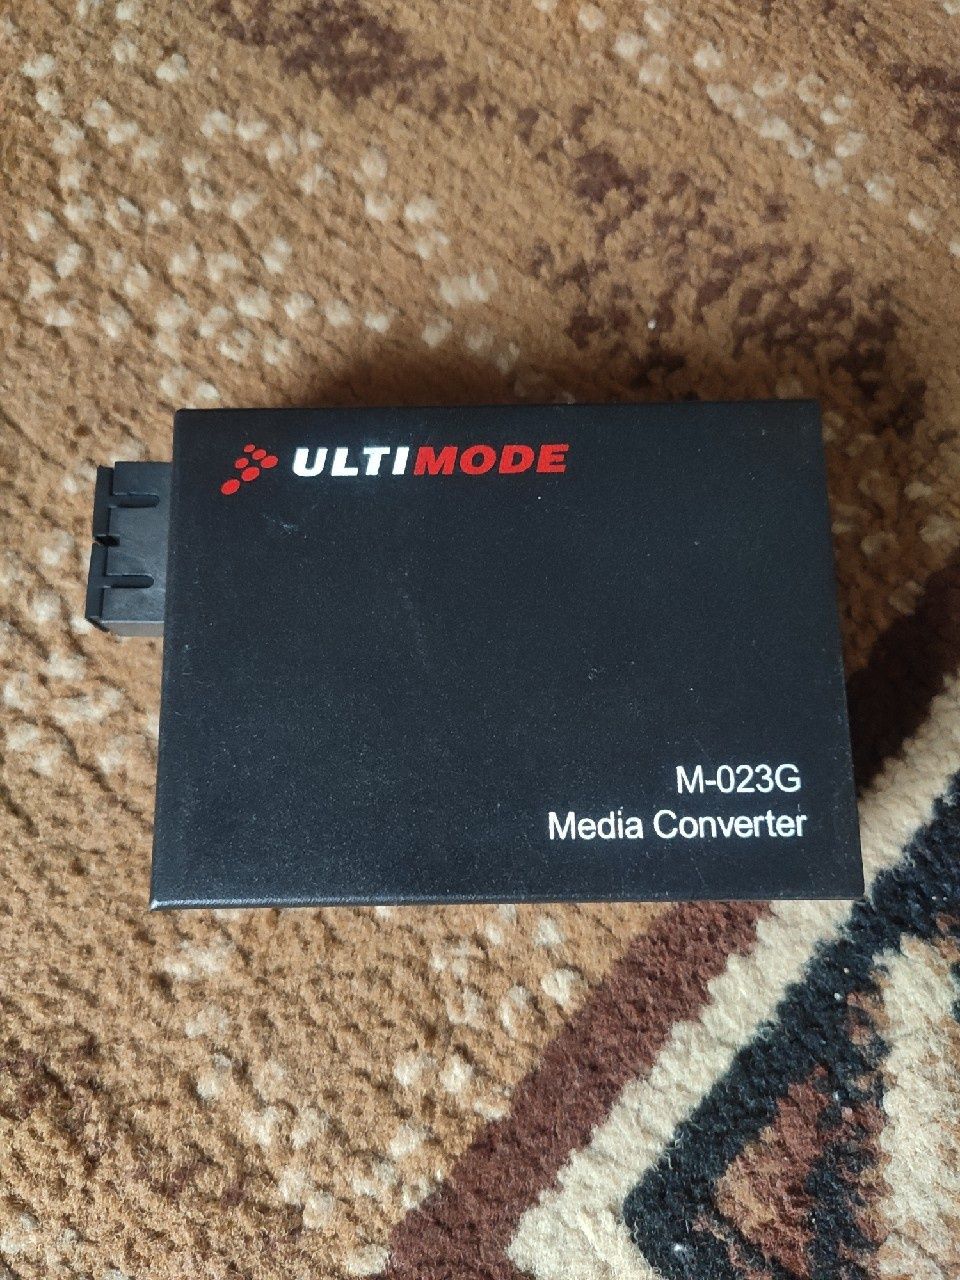 ULTIMODE
M-023G
Media Converter